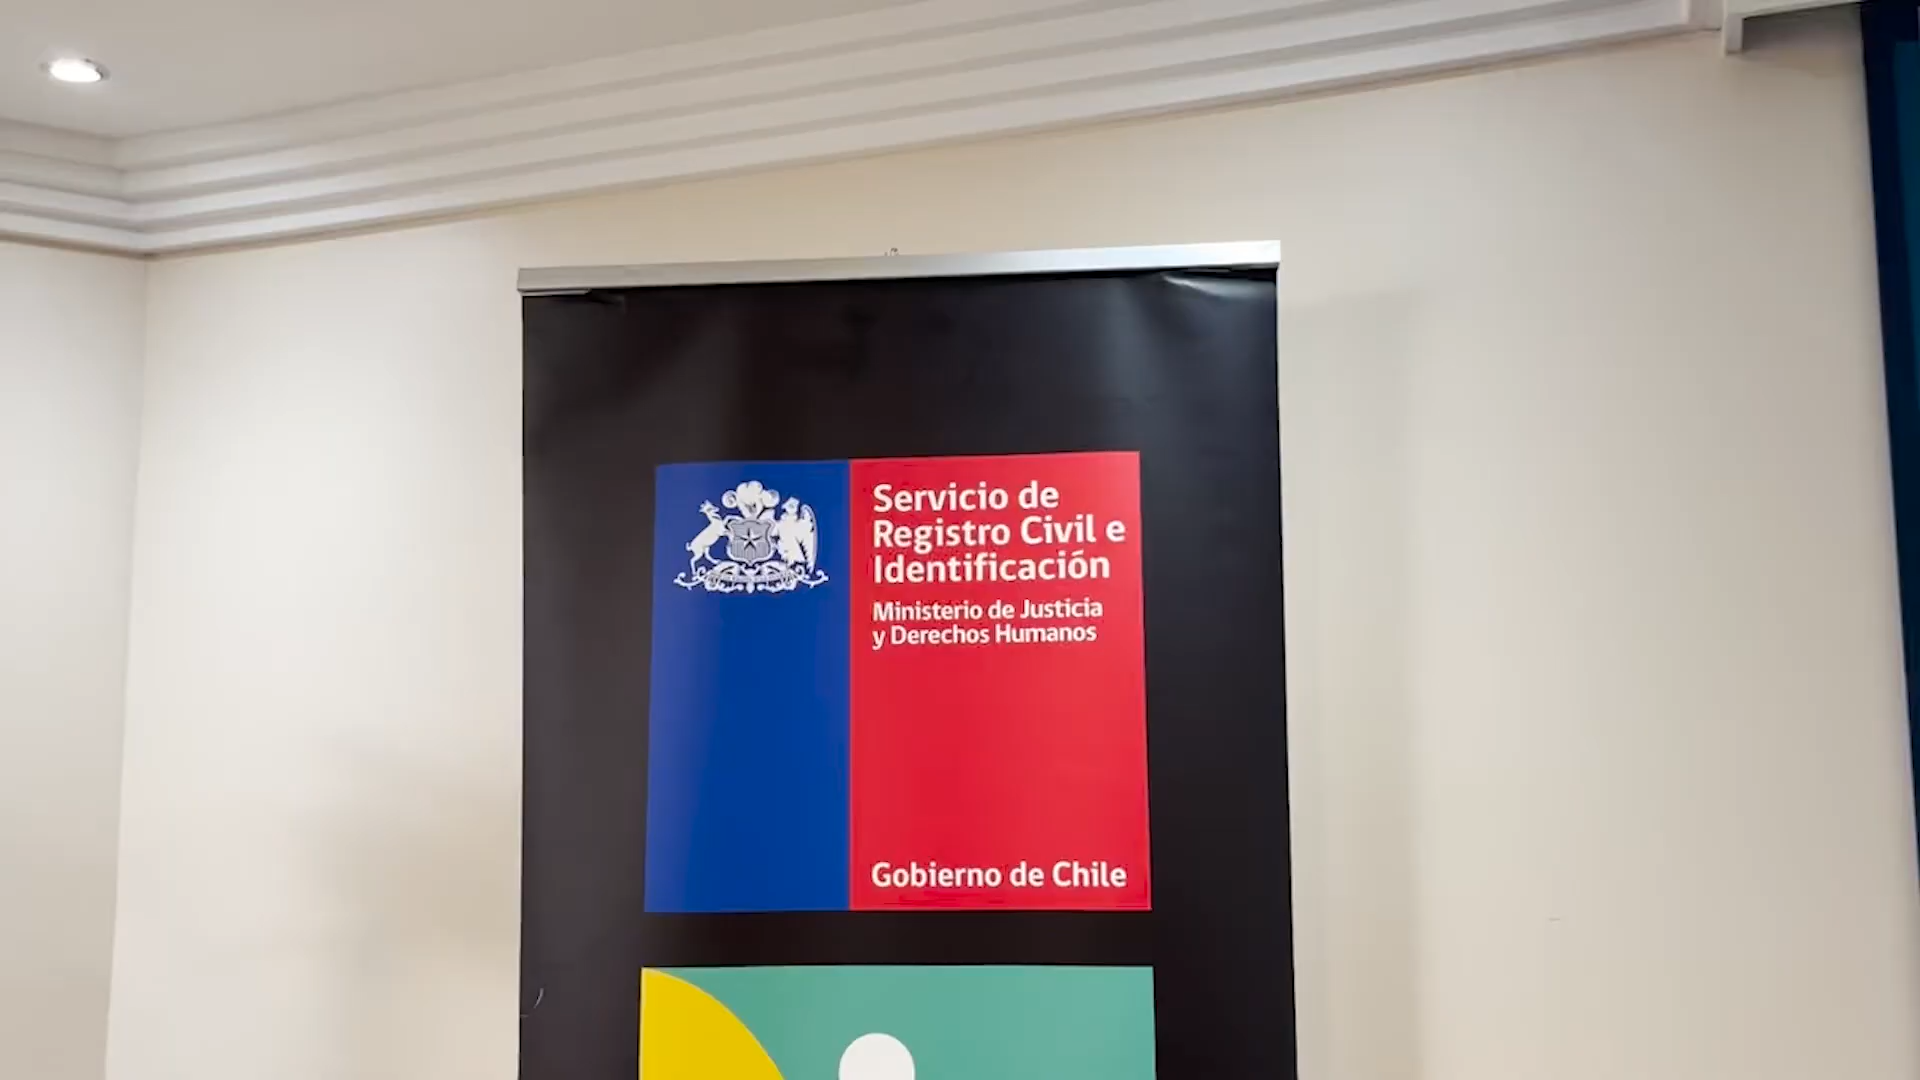 Servicio de
Registro Civil e
Identificación
Ministerio de Justicia
y Derechos Humanos
Gobierno de Chile